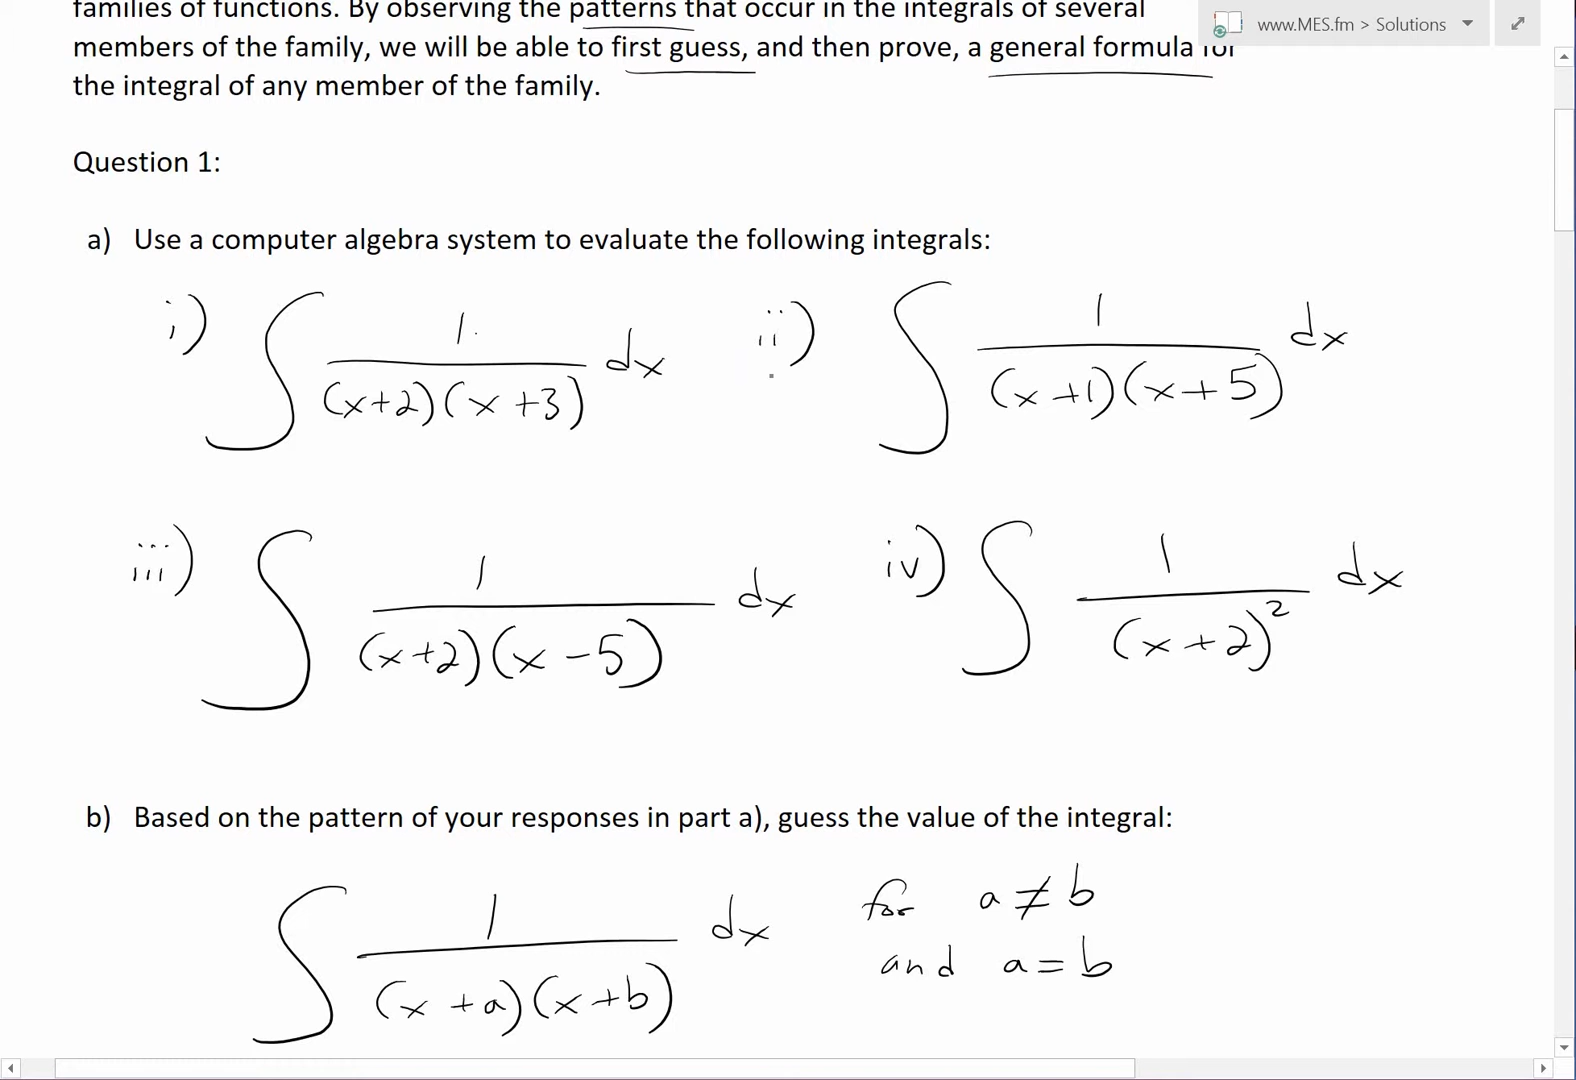 families of functions. By observing the patterns that occur in the integrals of several
www.MES.fm > Solutions
members of the family, we will be able to first guess, and then prove, a general formula for
the integral of any member of the family.
Question 1:
a) Use a computer algebra system to evaluate the following integrals:
i) ∫ 1/((x+2)(x+3)) dx ii) ∫ 1/((x+1)(x+5)) dx
iii) ∫ 1/((x+2)(x-5)) dx iv) ∫ 1/(x+2)² dx
b) Based on the pattern of your responses in part a), guess the value of the integral:
∫ 1/((x+a)(x+b)) dx for a ≠ b
and a = b